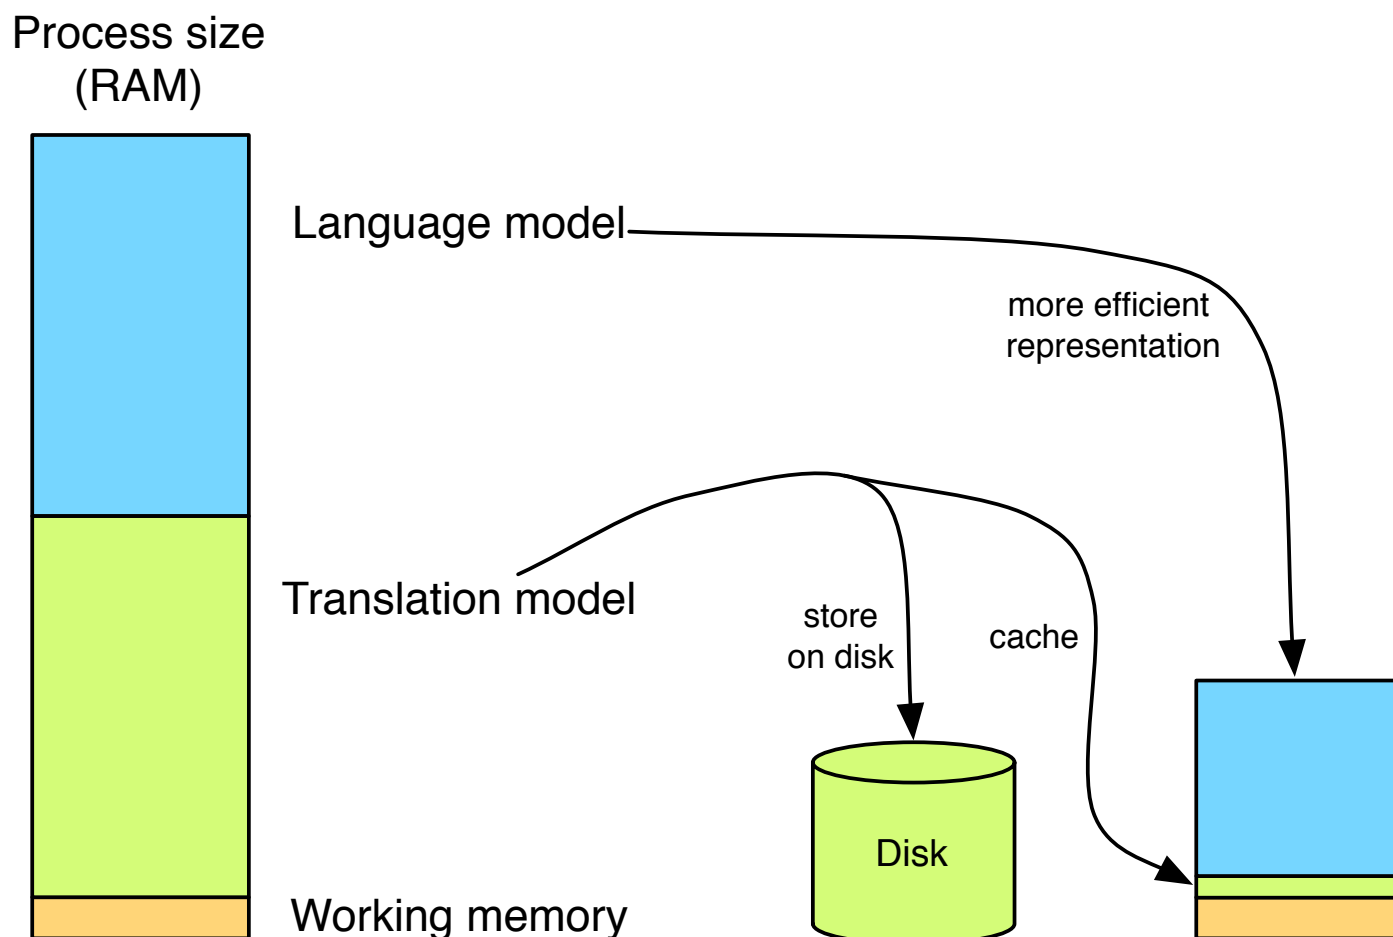 Process size
(RAM)
Language model
more efficient
representation
Translation model
store
on disk
cache
Disk
Working memory